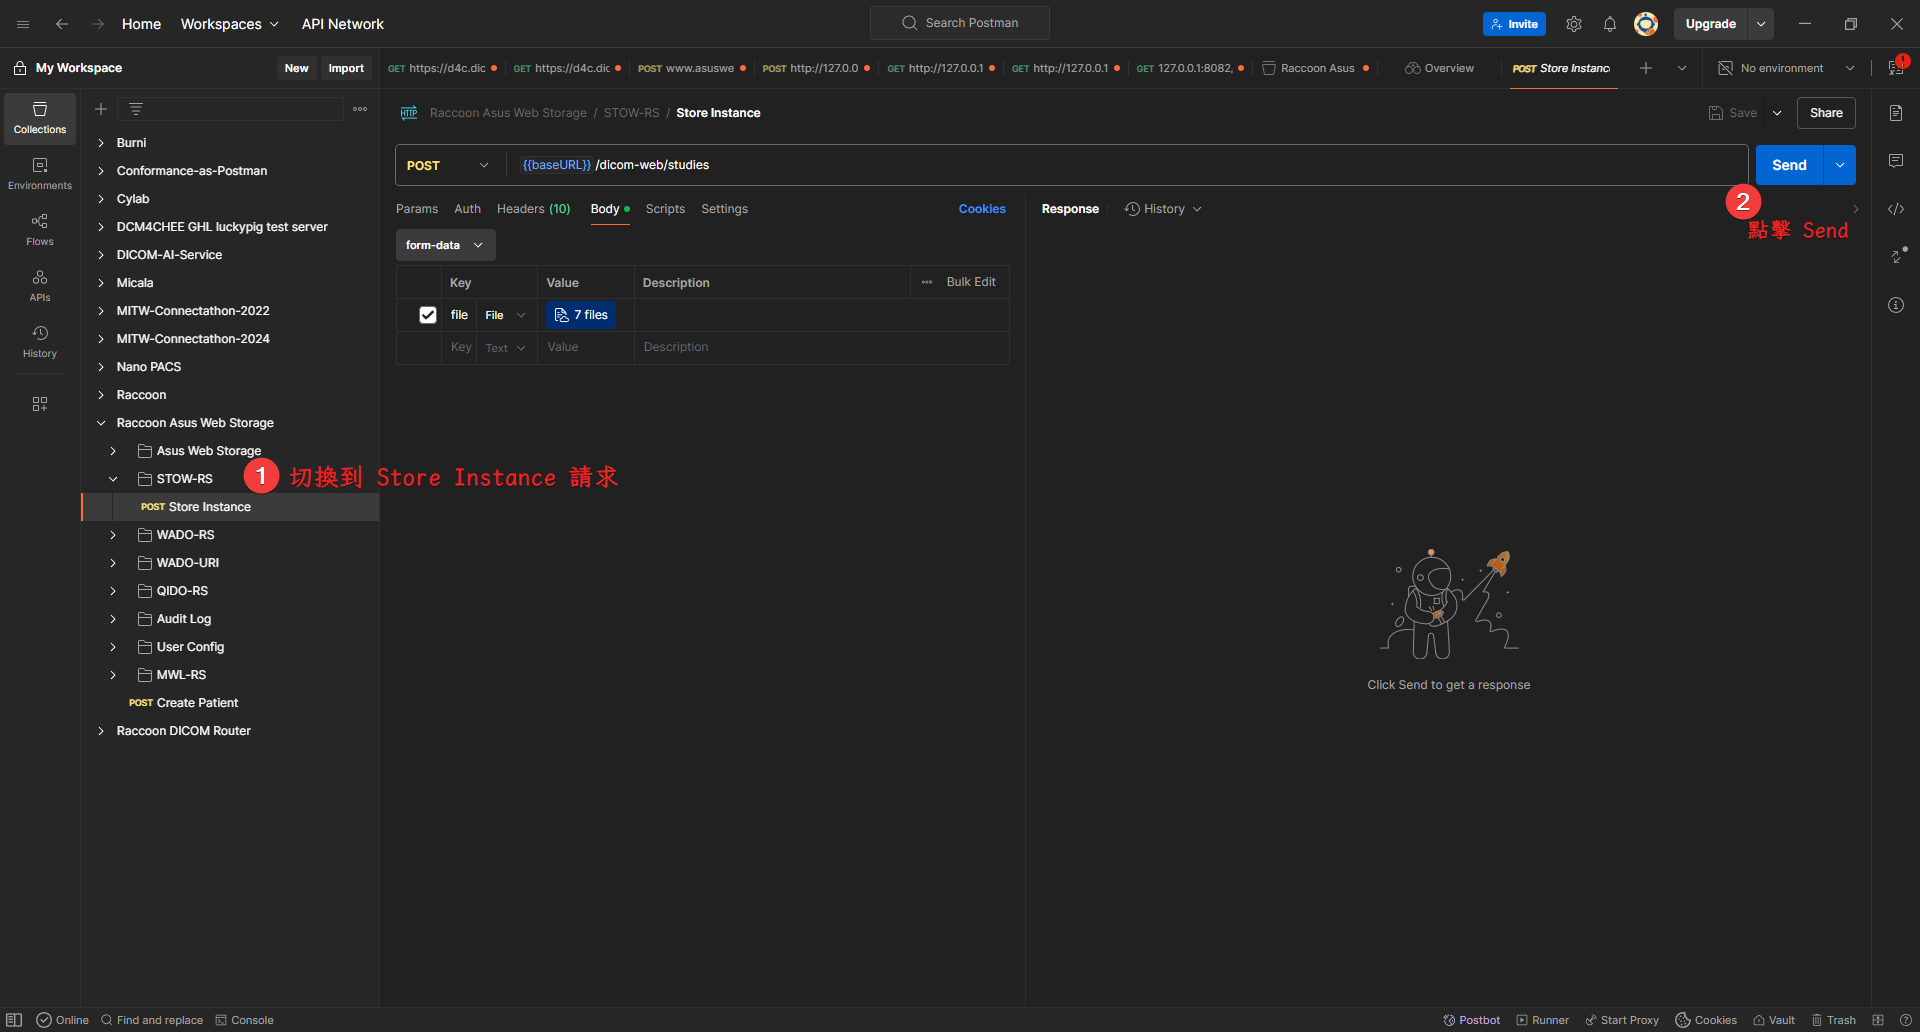 Home
Workspaces
API Network
Search Postman
Invite
Upgrade
My Workspace
New
Import
GET https://d4c.dic
GET https://d4c.dic
POST www.asuswe
POST http://127.0.0
GET http://127.0.0.1
GET http://127.0.0.1
GET 127.0.0.1:8082,
Raccoon Asus
Overview
POST Store Instanc
No environment
Collections
Environments
Flows
APIs
History
Burni
Conformance-as-Postman
Cylab
DCM4CHEE GHL luckypig test server
DICOM-AI-Service
Micala
MITW-Connectathon-2022
MITW-Connectathon-2024
Nano PACS
Raccoon
Raccoon Asus Web Storage
Asus Web Storage
STOW-RS
POST Store Instance
WADO-RS
WADO-URI
QIDO-RS
Audit Log
User Config
MWL-RS
POST Create Patient
Raccoon DICOM Router
1 切換到 Store Instance 請求
HTTP Raccoon Asus Web Storage / STOW-RS / Store Instance
Save
Share
POST
{{baseURL}} /dicom-web/studies
Send
Params Auth Headers (10) Body Scripts Settings
Cookies
form-data
Key Value Description Bulk Edit
file File 7 files
Key Text Value Description
Response
History
2
點擊 Send
Click Send to get a response
Online
Find and replace
Console
Postbot
Runner
Start Proxy
Cookies
Vault
Trash